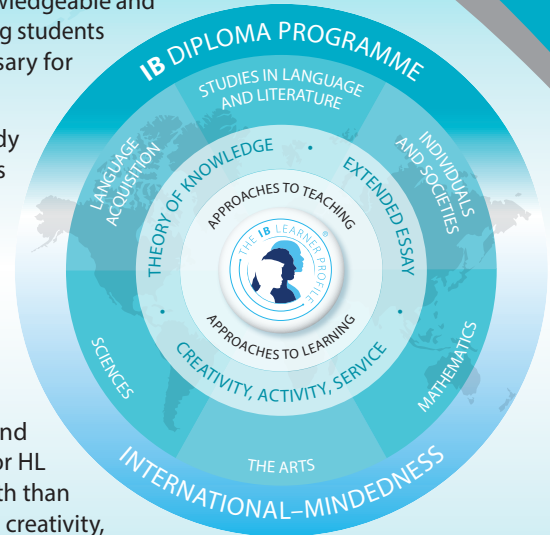 wledgeable and
g students
sary for
dy
s
nd
or HL
th than
creativity,
IB DIPLOMA PROGRAMME
STUDIES IN LANGUAGE
AND LITERATURE
INDIVIDUALS
AND SOCIETIES
MATHEMATICS
THE ARTS
SCIENCES
LANGUAGE
ACQUISITION
THEORY OF KNOWLEDGE
•
EXTENDED ESSAY
•
CREATIVITY, ACTIVITY, SERVICE
•
APPROACHES TO TEACHING
APPROACHES TO LEARNING
THE IB LEARNER PROFILE
®
INTERNATIONAL–MINDEDNESS